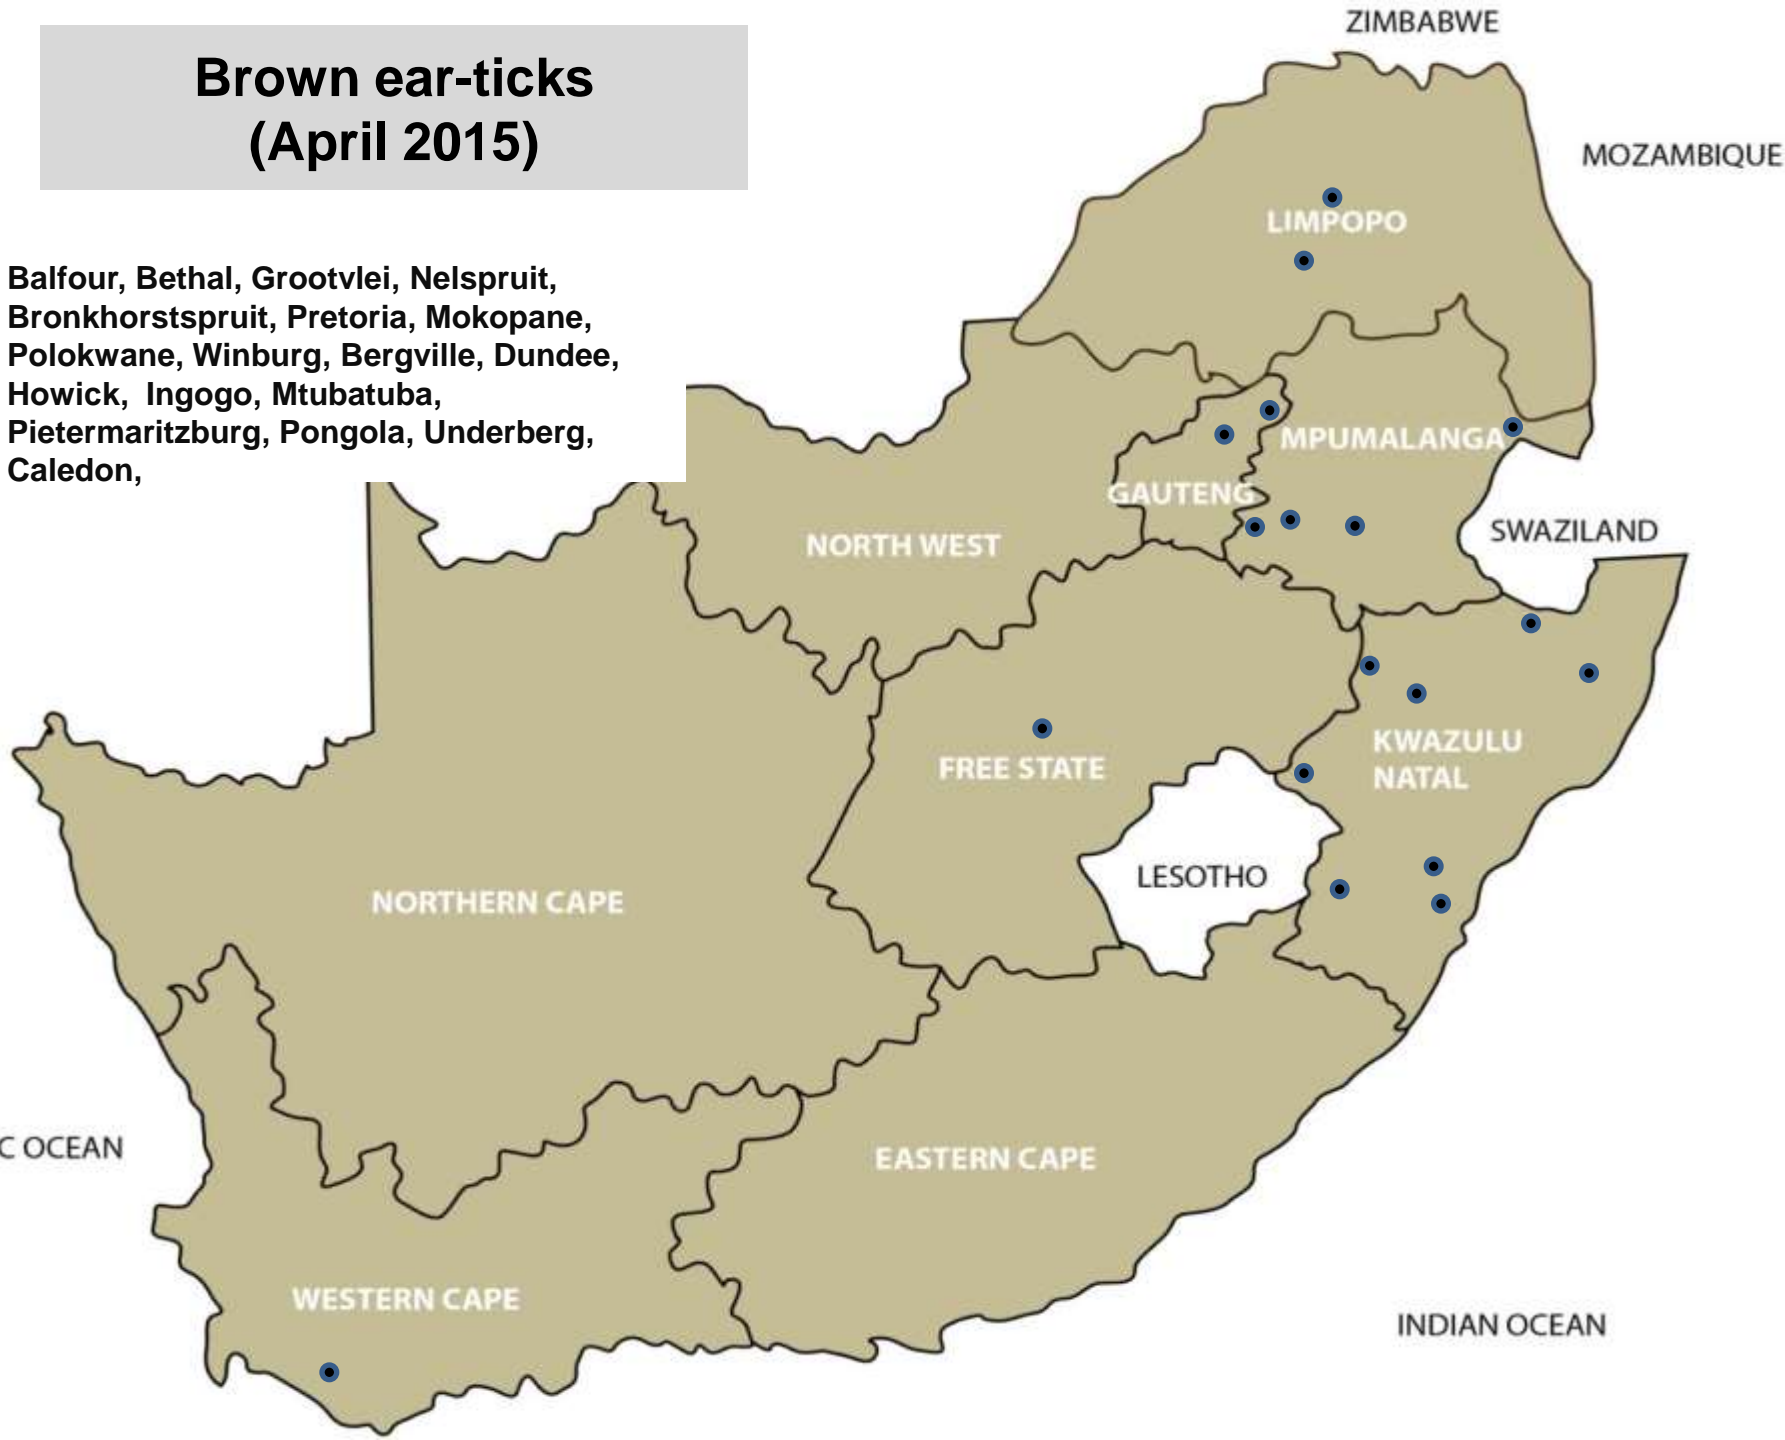 Brown ear-ticks
(April 2015)
Balfour, Bethal, Grootvlei, Nelspruit,
Bronkhorstspruit, Pretoria, Mokopane,
Polokwane, Winburg, Bergville, Dundee,
Howick, Ingogo, Mtubatuba,
Pietermaritzburg, Pongola, Underberg,
Caledon,
ZIMBABWE
MOZAMBIQUE
LIMPOPO
MPUMALANGA
GAUTENG
NORTH WEST
SWAZILAND
KWAZULU
NATAL
FREE STATE
LESOTHO
NORTHERN CAPE
C OCEAN
EASTERN CAPE
WESTERN CAPE
INDIAN OCEAN